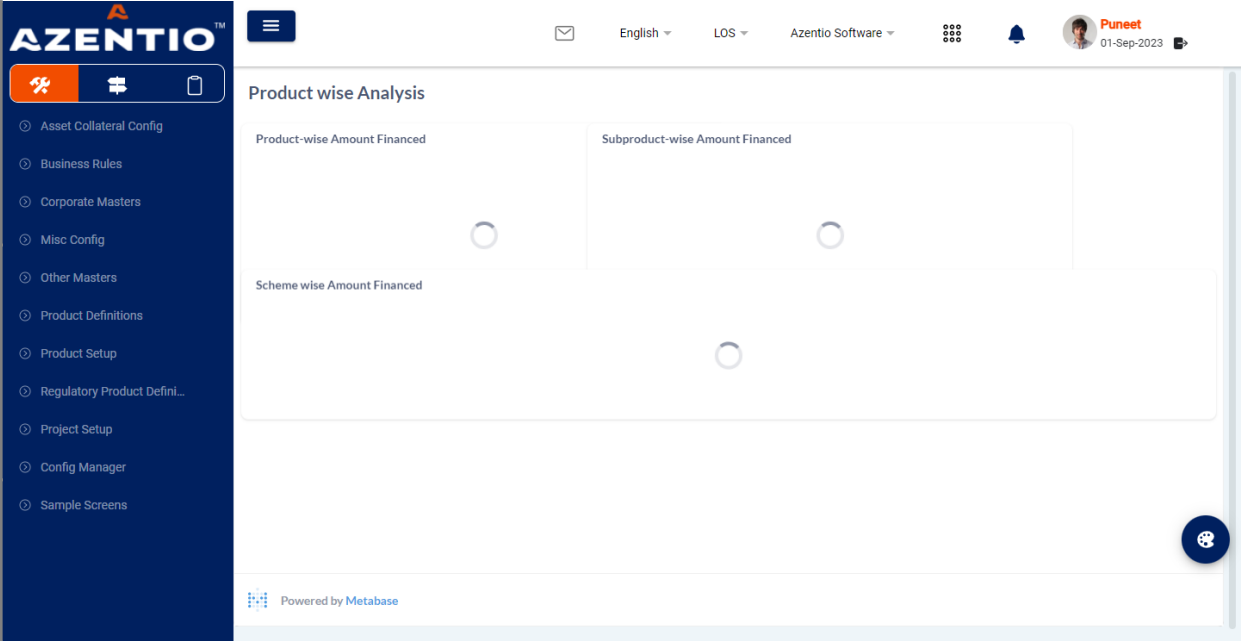 AZENTIO™
English
LOS
Azentio Software
Puneet
01-Sep-2023
Asset Collateral Config
Business Rules
Corporate Masters
Misc Config
Other Masters
Product Definitions
Product Setup
Regulatory Product Defini...
Project Setup
Config Manager
Sample Screens
Product wise Analysis
Product-wise Amount Financed
Subproduct-wise Amount Financed
Scheme wise Amount Financed
Powered by Metabase